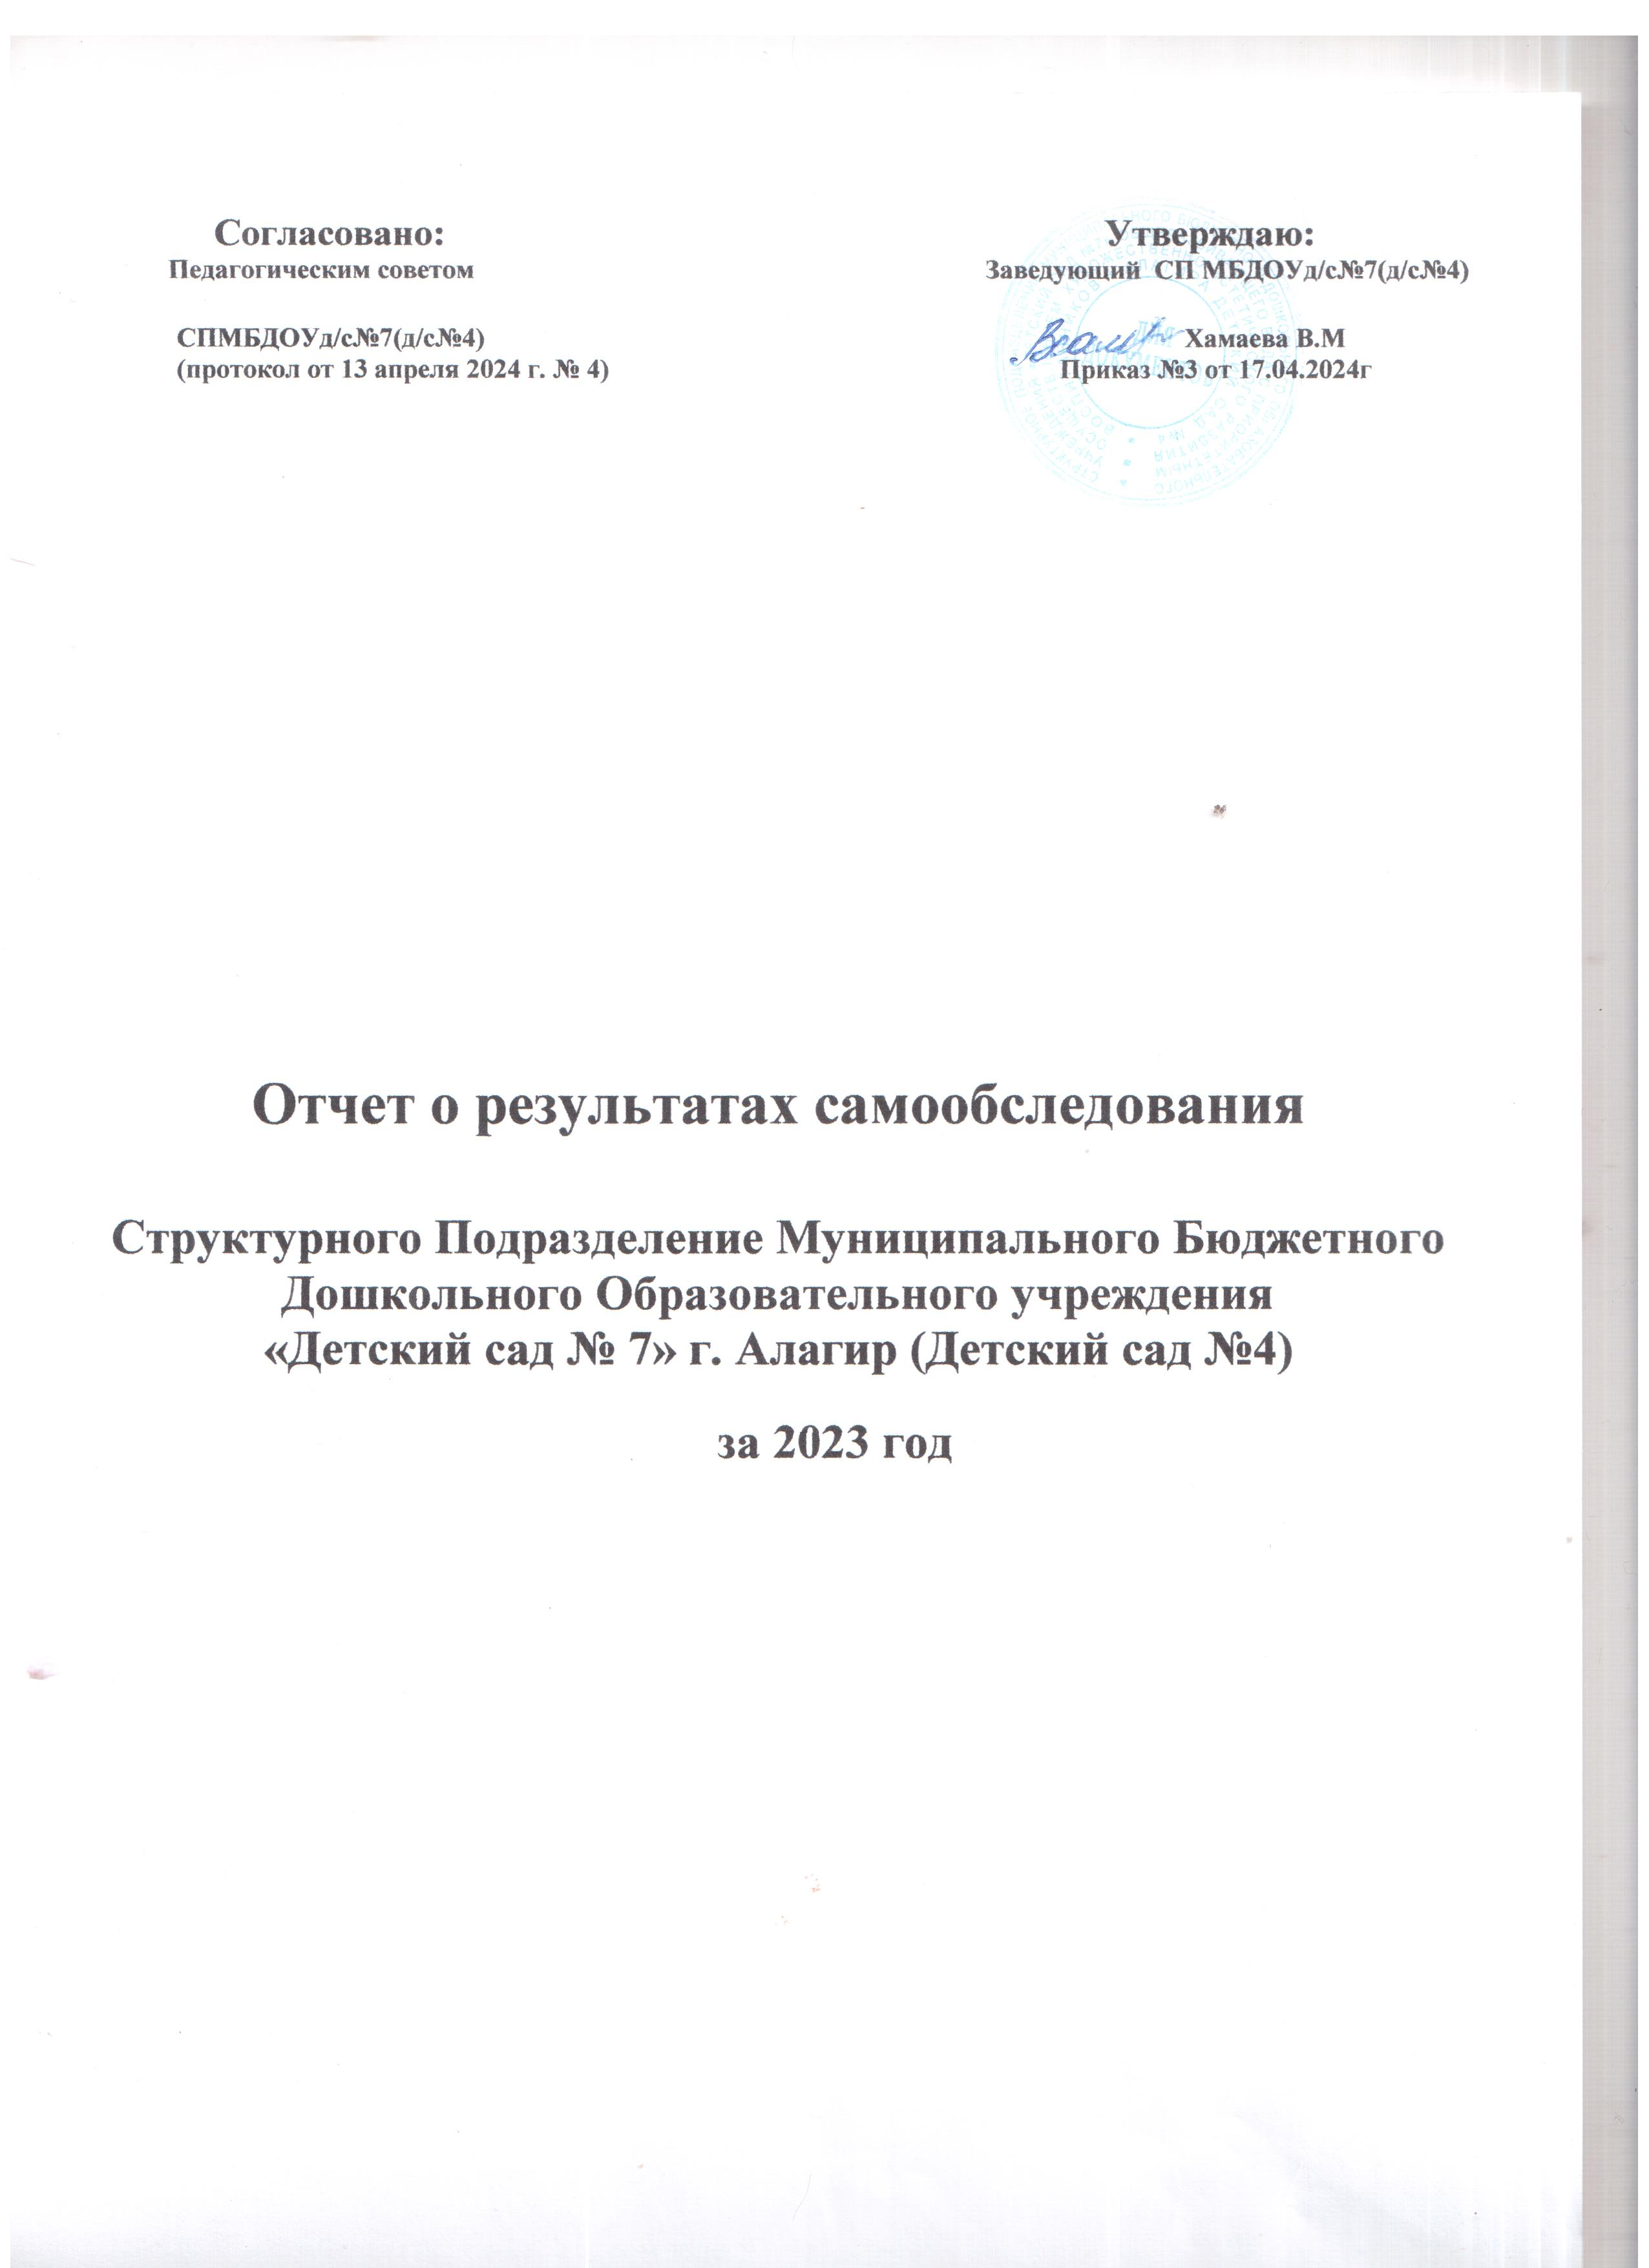 Согласовано:
Педагогическим советом
СПМБДОУд/с№7(д/с№4)
(протокол от 13 апреля 2024 г. № 4)
Утверждаю:
Заведующий СП МБДОУд/с№7(д/с№4)
Хамаева В.М
Приказ №3 от 17.04.2024г
Отчет о результатах самообследования
Структурного Подразделение Муниципального Бюджетного
Дошкольного Образовательного учреждения
«Детский сад № 7» г. Алагир (Детский сад №4)
за 2023 год